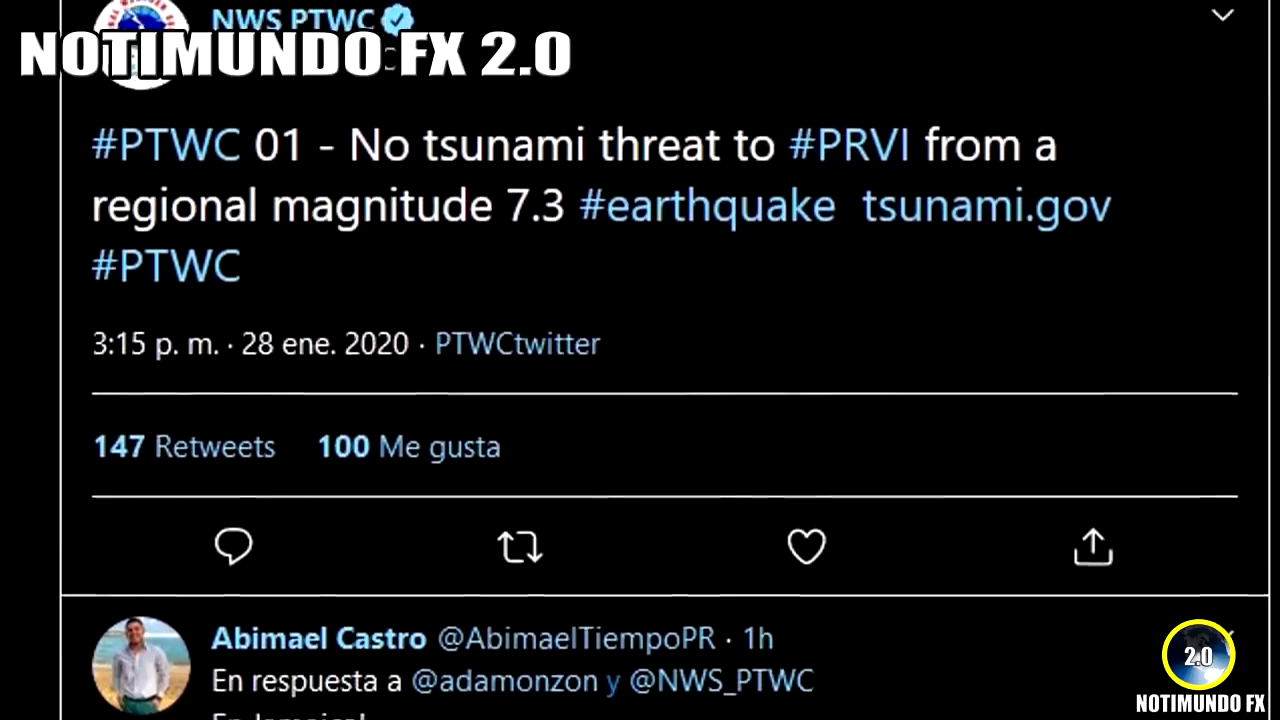 NWS PTWC
NOTIMUNDO FX 2.0
#PTWC 01 - No tsunami threat to #PRVI from a
regional magnitude 7.3 #earthquake tsunami.gov
#PTWC
3:15 p. m. · 28 ene. 2020 · PTWCtwitter
147 Retweets 100 Me gusta
Abimael Castro @AbimaelTiempoPR · 1h
En respuesta a @adamonzon y @NWS_PTWC
2.0
NOTIMUNDO FX